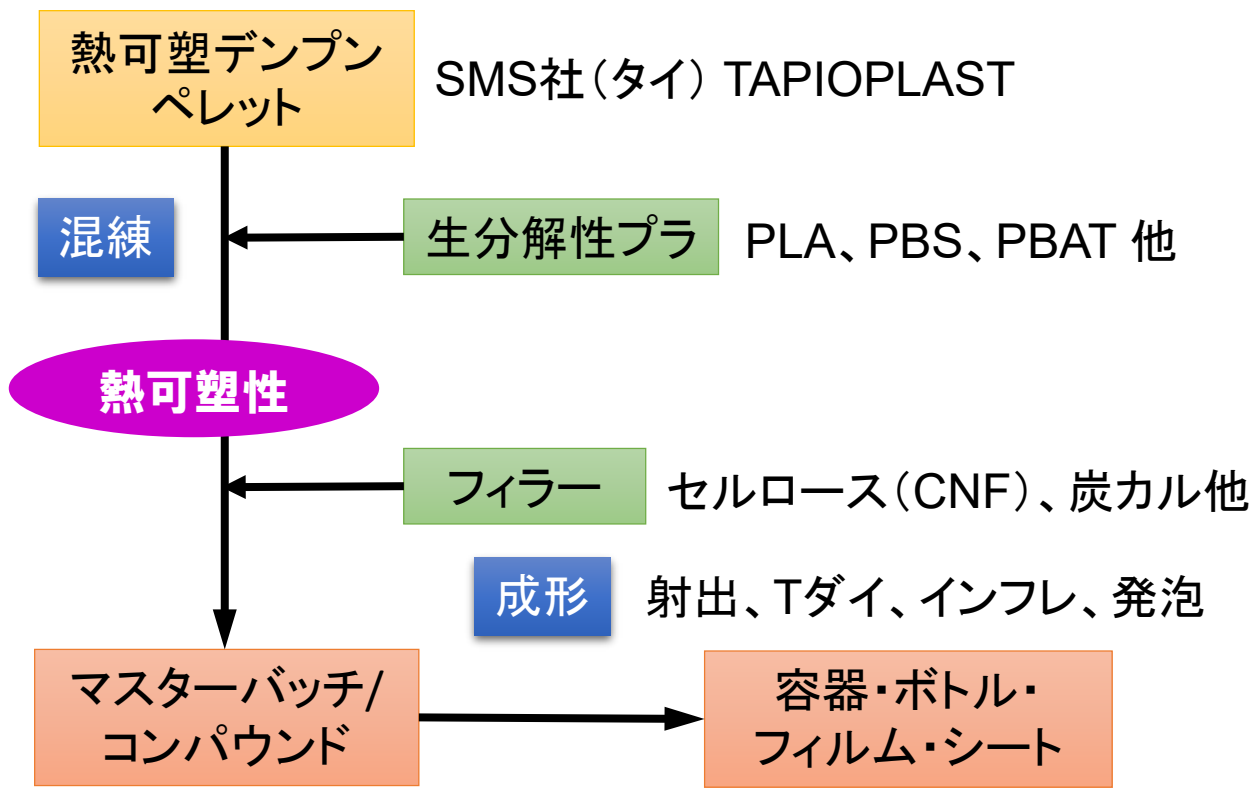 熱可塑デンプン
ペレット
SMS社（タイ） TAPIOPLAST
混練
生分解性プラ
PLA、PBS、PBAT 他
熱可塑性
フィラー
セルロース（CNF）、炭カル他
成形
射出、Tダイ、インフレ、発泡
マスターバッチ/
コンパウンド
容器・ボトル・
フィルム・シート